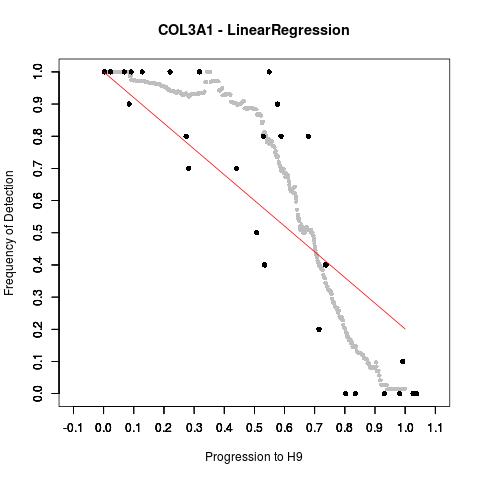 COL3A1 - LinearRegression
Frequency of Detection
1.0
0.9
0.8
0.7
0.6
0.5
0.4
0.3
0.2
0.1
0.0
-0.1 0.0 0.1 0.2 0.3 0.4 0.5 0.6 0.7 0.8 0.9 1.0 1.1
Progression to H9